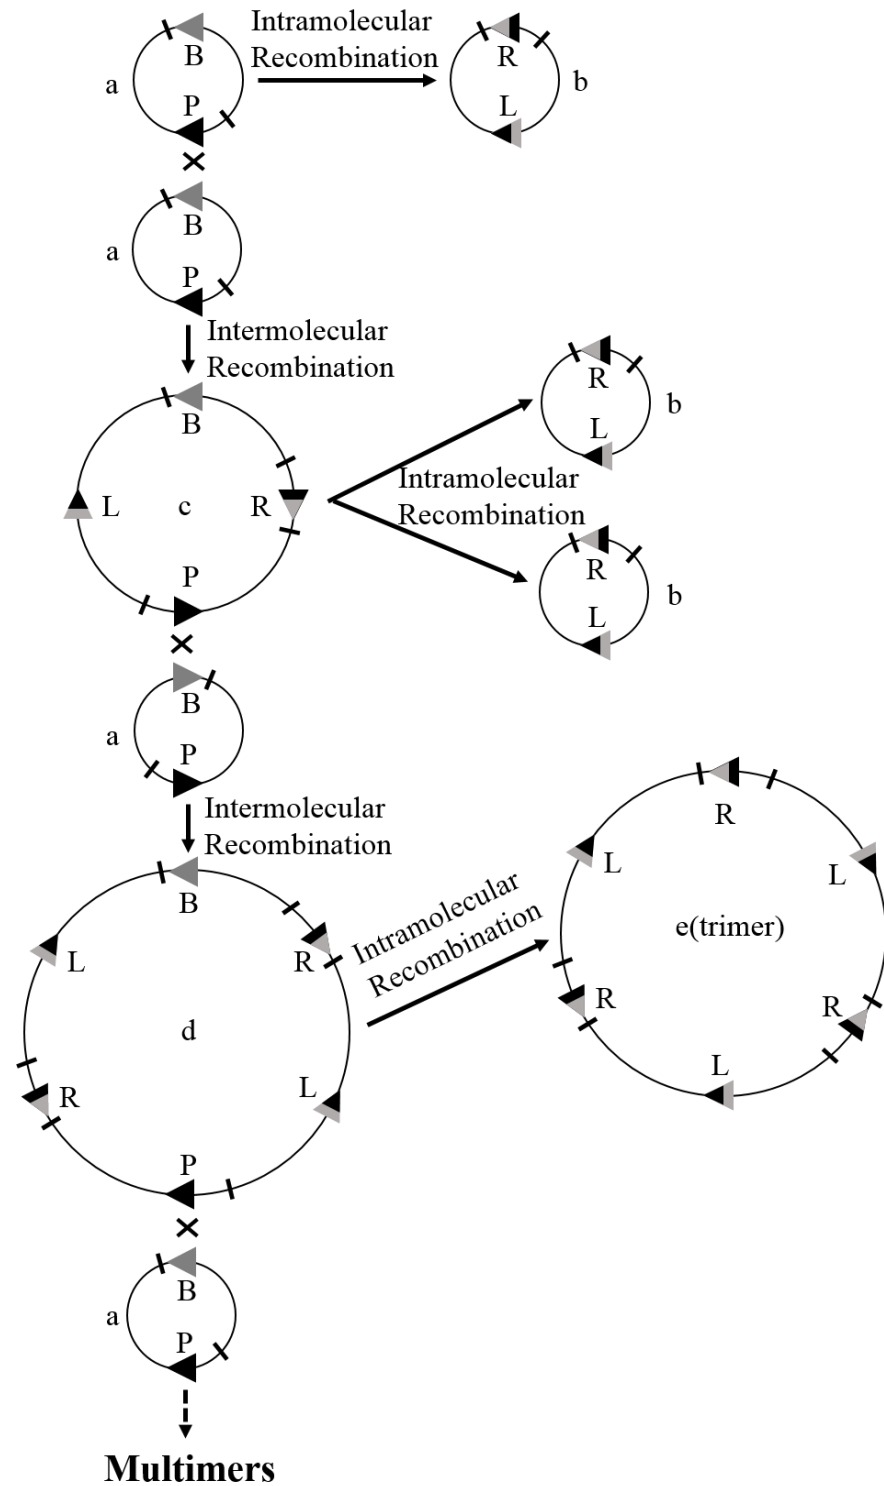 Intramolecular
Recombination
B
R
a
b
P
L
B
a
P
Intermolecular
Recombination
B
R
b
L
Intramolecular
Recombination
L
c
R
P
R
b
L
B
a
P
Intermolecular
Recombination
B
R
L
d
R
L
P
Intramolecular
Recombination
R
L
L
e(trimer)
R
R
L
B
a
P
Multimers